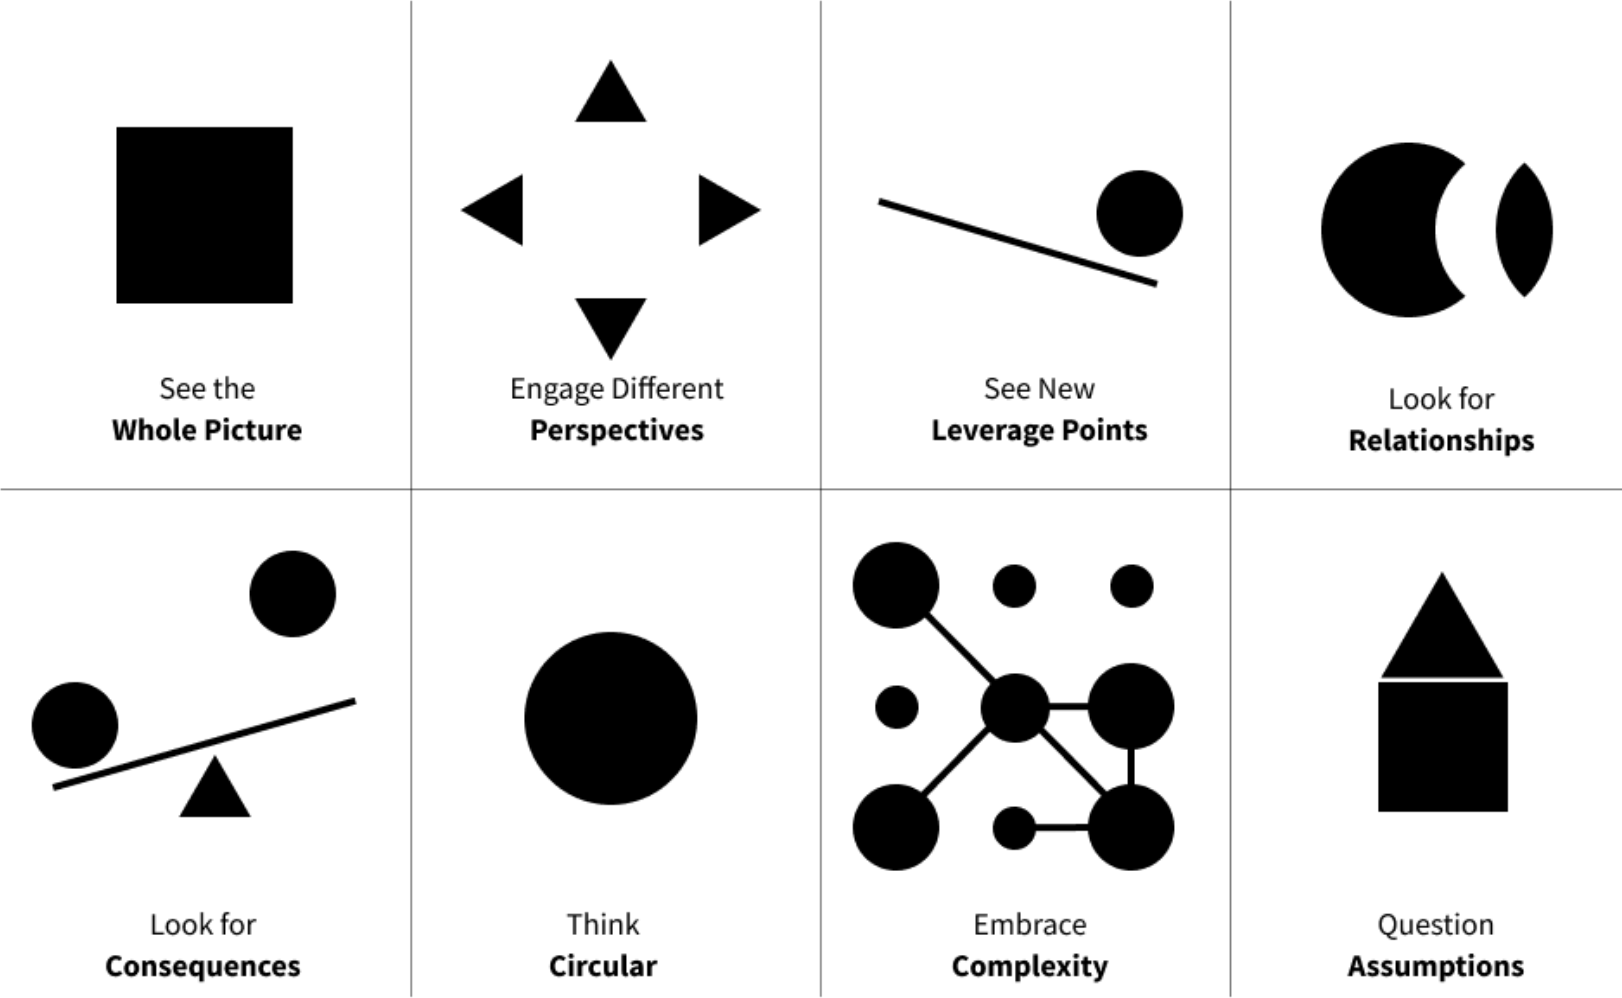 See the
Whole Picture
Engage Different
Perspectives
See New
Leverage Points
Look for
Relationships
Look for
Consequences
Think
Circular
Embrace
Complexity
Question
Assumptions